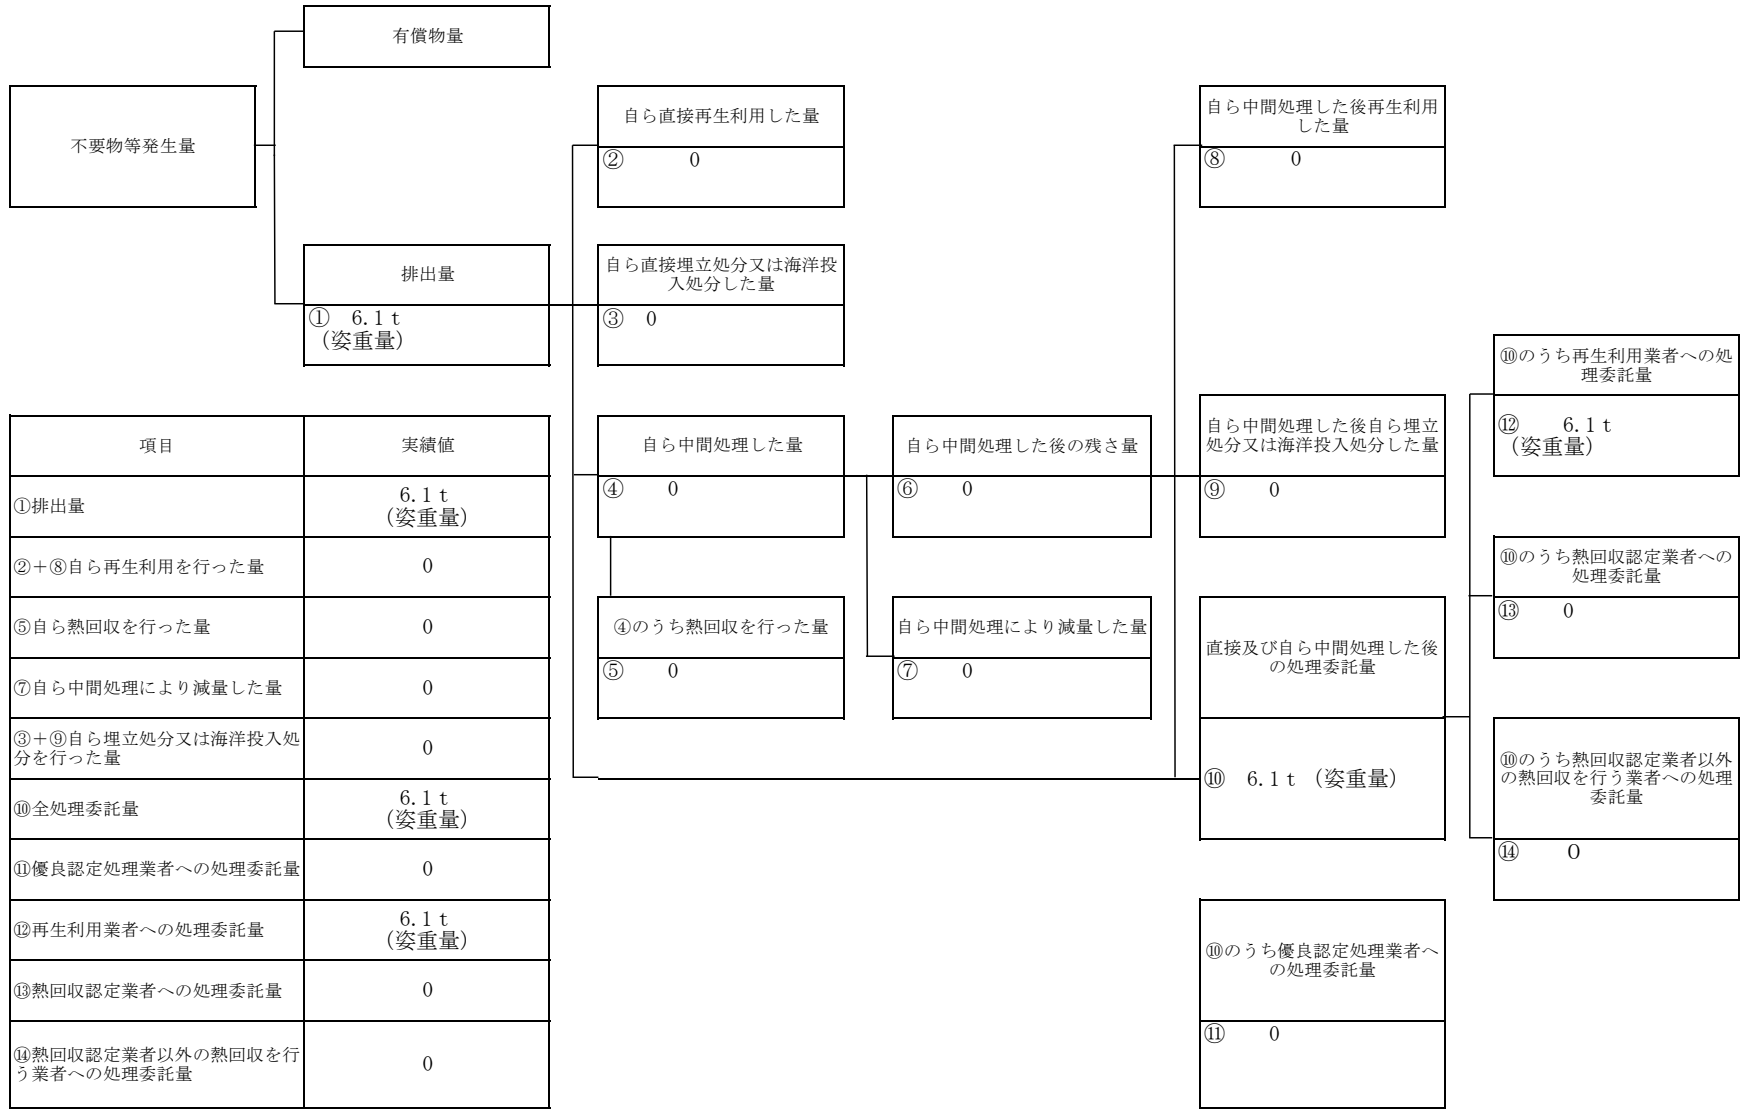 有償物量
不要物等発生量
自ら直接再生利用した量
② 0
自ら中間処理した後再生利用
した量
⑧ 0
排出量
① 6.1ｔ
（姿重量）
自ら直接埋立処分又は海洋投
入処分した量
③ 0
⑩のうち再生利用業者への処
理委託量
⑫ 6.1ｔ
（姿重量）
自ら中間処理した量
④ 0
自ら中間処理した後の残さ量
⑥ 0
自ら中間処理した後自ら埋立
処分又は海洋投入処分した量
⑨ 0
⑩のうち熱回収認定業者への
処理委託量
⑬ 0
④のうち熱回収を行った量
⑤ 0
自ら中間処理により減量した量
⑦ 0
直接及び自ら中間処理した後
の処理委託量
⑩ 6.1ｔ（姿重量）
⑩のうち熱回収認定業者以外
の熱回収を行う業者への処理
委託量
⑭ O
⑩のうち優良認定処理業者へ
の処理委託量
⑪ 0
項目 実績値
①排出量 6.1ｔ
（姿重量）
②＋⑧自ら再生利用を行った量 0
⑤自ら熱回収を行った量 0
⑦自ら中間処理により減量した量 0
③＋⑨自ら埋立処分又は海洋投入処
分を行った量 0
⑩全処理委託量 6.1ｔ
（姿重量）
⑪優良認定処理業者への処理委託量 0
⑫再生利用業者への処理委託量 6.1ｔ
（姿重量）
⑬熱回収認定業者への処理委託量 0
⑭熱回収認定業者以外の熱回収を行
う業者への処理委託量 0